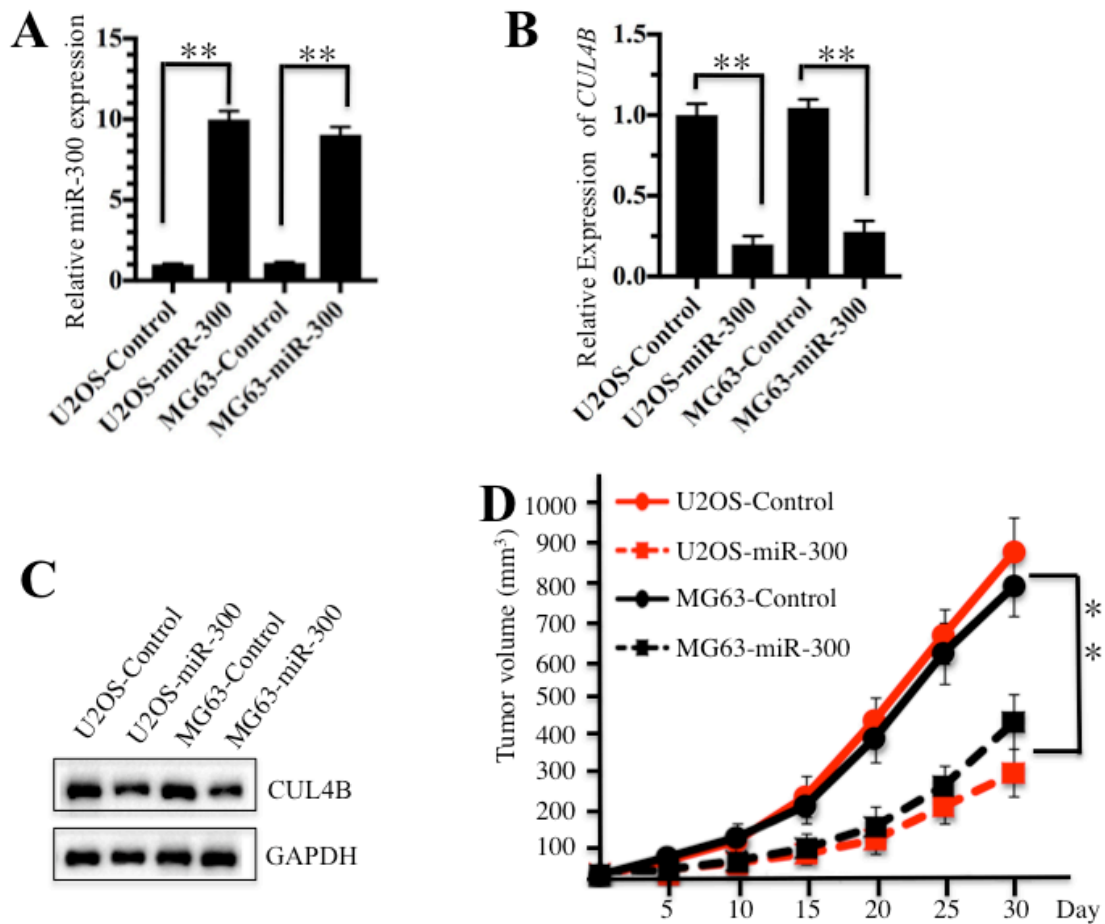 A
Relative miR-300 expression
15
10
5
0
**
**
U2OS-Control
U2OS-miR-300
MG63-Control
MG63-miR-300
B
Relative Expression of CUL4B
1.5
1.0
0.5
0.0
**
**
U2OS-Control
U2OS-miR-300
MG63-Control
MG63-miR-300
C
U2OS-Control
U2OS-miR-300
MG63-Control
MG63-miR-300
CUL4B
GAPDH
D
Tumor volume (mm³)
1000
900
800
700
600
500
400
300
200
100
U2OS-Control
U2OS-miR-300
MG63-Control
MG63-miR-300
**
5 10 15 20 25 30 Day